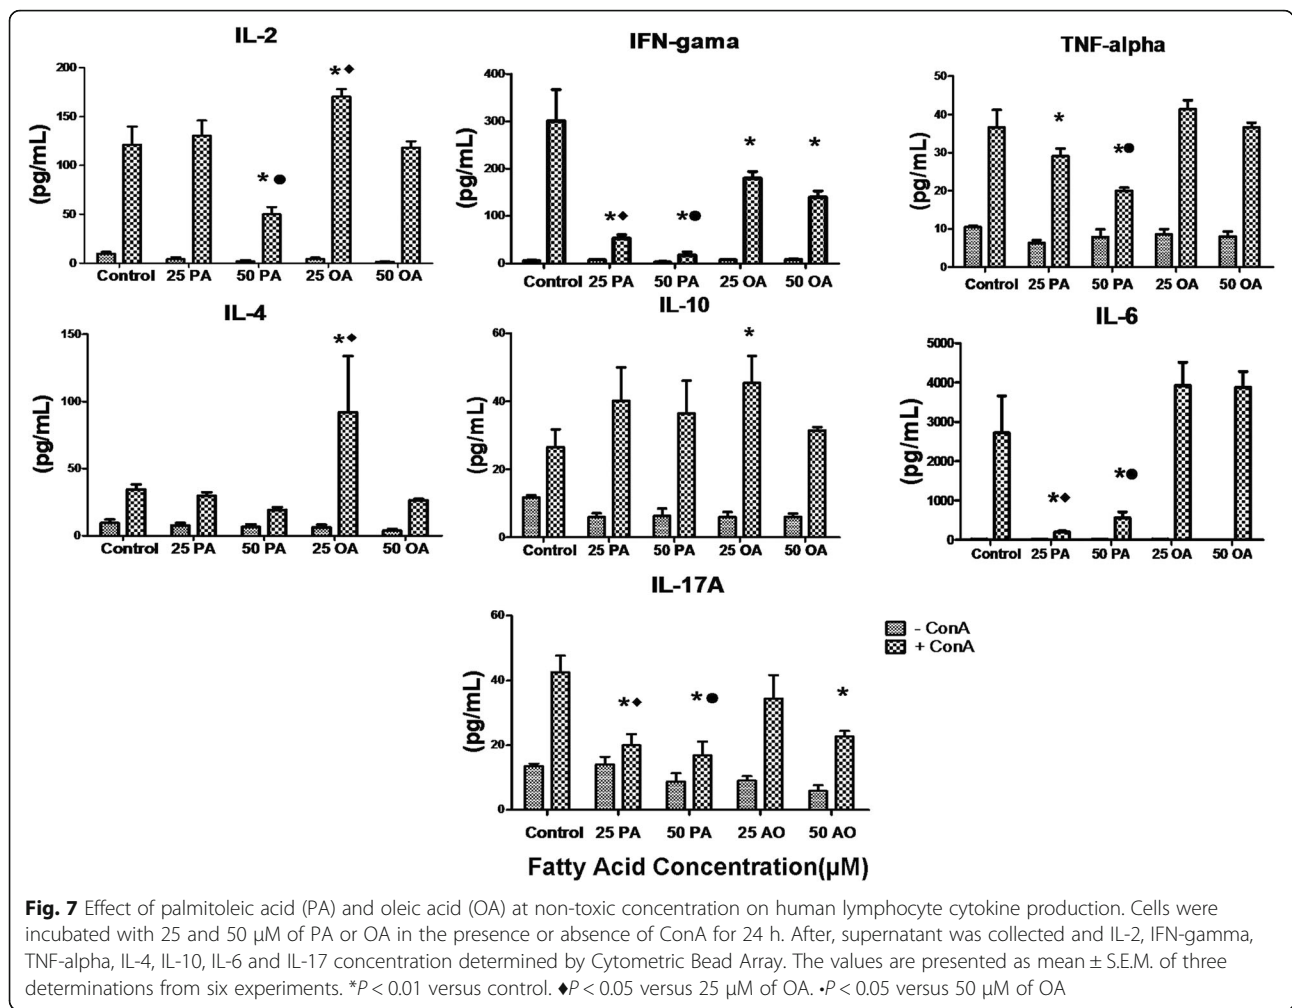 IL-2
(pg/mL)
200
150
100
50
0
*♦
* ●
Control 25 PA 50 PA 25 OA 50 OA
IFN-gama
(pg/mL)
400
300
200
100
0
*♦
*●
*
*
Control 25 PA 50 PA 25 OA 50 OA
TNF-alpha
(pg/mL)
50
40
30
20
10
0
*
*●
Control 25 PA 50 PA 25 OA 50 OA
IL-4
(pg/mL)
150
100
50
0
*♦
Control 25 PA 50 PA 25 OA 50 OA
IL-10
(pg/mL)
60
40
20
0
*
Control 25 PA 50 PA 25 OA 50 OA
IL-6
(pg/mL)
5000
4000
3000
2000
1000
0
*♦
*●
Control 25 PA 50 PA 25 OA 50 OA
IL-17A
(pg/mL)
60
40
20
0
*♦
* ●
*
Control 25 PA 50 PA 25 AO 50 AO
- ConA
+ ConA
Fatty Acid Concentration(µM)
Fig. 7 Effect of palmitoleic acid (PA) and oleic acid (OA) at non-toxic concentration on human lymphocyte cytokine production. Cells were
incubated with 25 and 50 μM of PA or OA in the presence or absence of ConA for 24 h. After, supernatant was collected and IL-2, IFN-gamma,
TNF-alpha, IL-4, IL-10, IL-6 and IL-17 concentration determined by Cytometric Bead Array. The values are presented as mean ± S.E.M. of three
determinations from six experiments. *P < 0.01 versus control. ♦P < 0.05 versus 25 μM of OA. •P < 0.05 versus 50 μM of OA